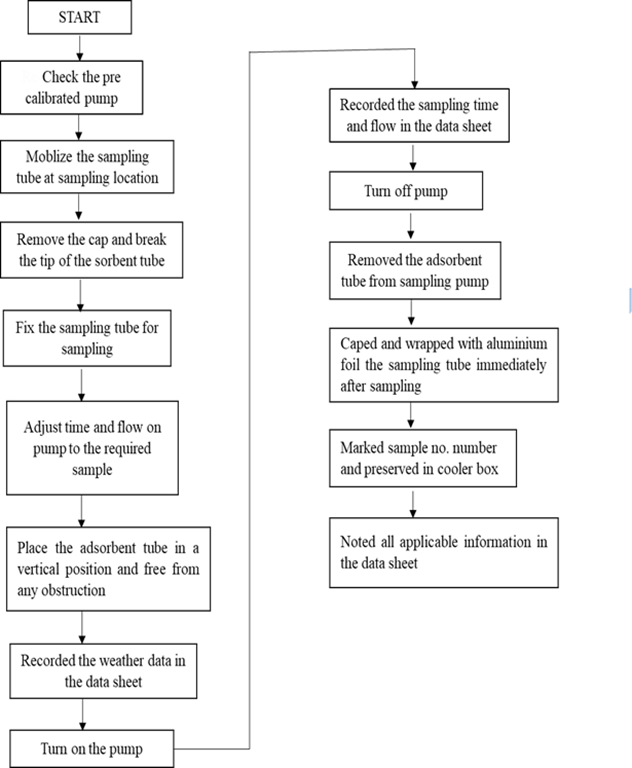 START
Check the pre
calibrated pump
Moblize the sampling
tube at sampling location
Remove the cap and break
the tip of the sorbent tube
Fix the sampling tube for
sampling
Adjust time and flow on
pump to the required
sample
Place the adsorbent tube in a
vertical position and free from
any obstruction
Recorded the weather data in
the data sheet
Turn on the pump
Recorded the sampling time
and flow in the data sheet
Turn off pump
Removed the adsorbent
tube from sampling pump
Caped and wrapped with aluminium
foil the sampling tube immediately
after sampling
Marked sample no. number
and preserved in cooler box
Noted all applicable information in
the data sheet